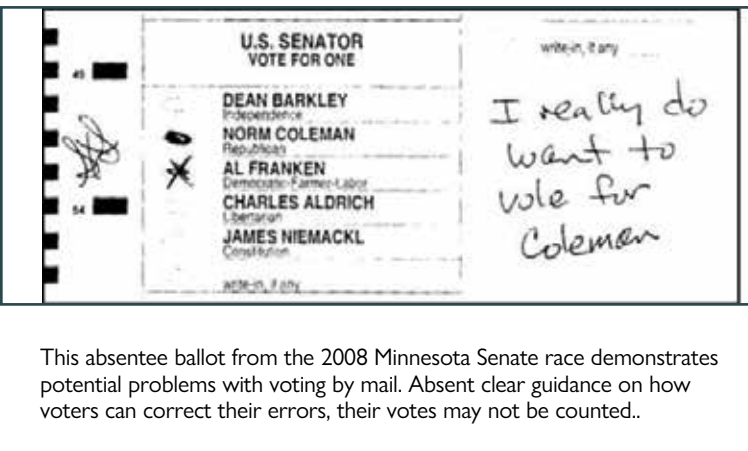 U.S. SENATOR
VOTE FOR ONE
write-in, if any
45
DEAN BARKLEY
Independence
NORM COLEMAN
Republican
AL FRANKEN
Democratic-Farmer-Labor
54
CHARLES ALDRICH
Libertarian
JAMES NIEMACKL
Constitution
write-in, if any
I really do
want to
vote for
Coleman
This absentee ballot from the 2008 Minnesota Senate race demonstrates
potential problems with voting by mail. Absent clear guidance on how
voters can correct their errors, their votes may not be counted..